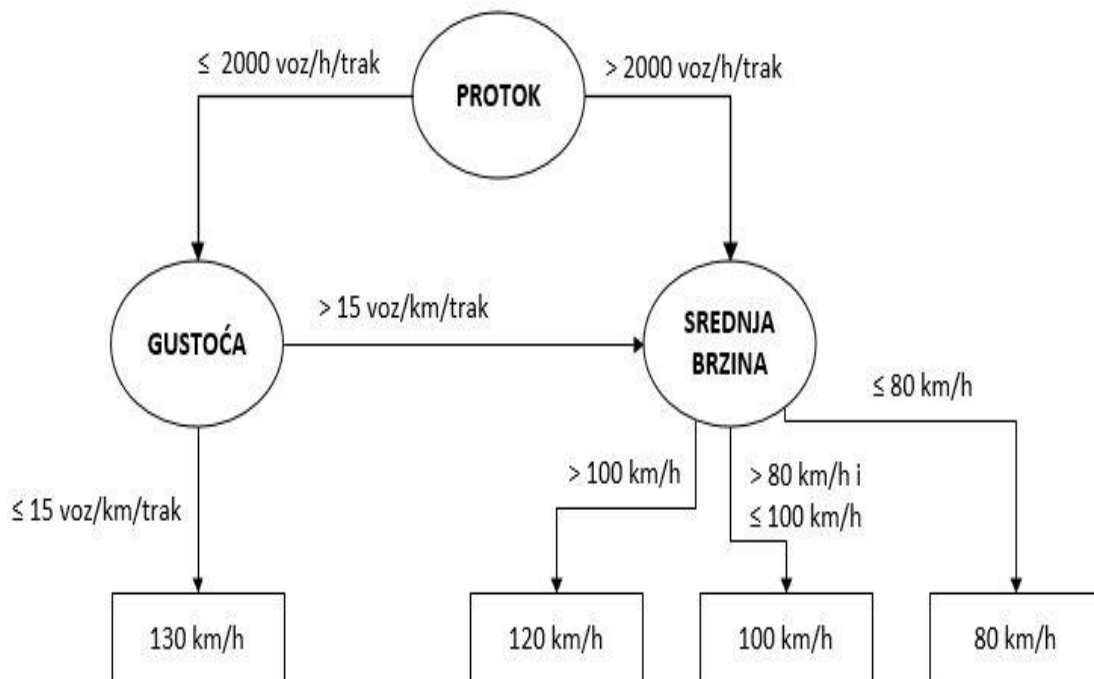 ≤ 2000 voz/h/trak
> 2000 voz/h/trak
PROTOK
> 15 voz/km/trak
GUSTOĆA
SREDNJA
BRZINA
≤ 80 km/h
> 100 km/h
> 80 km/h i
≤ 100 km/h
≤ 15 voz/km/trak
130 km/h
120 km/h
100 km/h
80 km/h